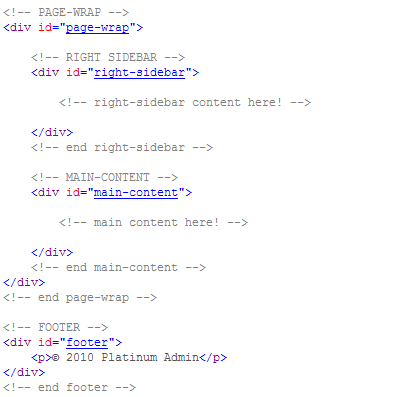 <!-- PAGE-WRAP -->
<div id="page-wrap">
<!-- RIGHT SIDEBAR -->
<div id="right-sidebar">
<!-- right-sidebar content here! -->
</div>
<!-- end right-sidebar -->
<!-- MAIN-CONTENT -->
<div id="main-content">
<!-- main content here! -->
</div>
<!-- end main-content -->
</div>
<!-- end page-wrap -->
<!-- FOOTER -->
<div id="footer">
<p>© 2010 Platinum Admin</p>
</div>
<!-- end footer -->